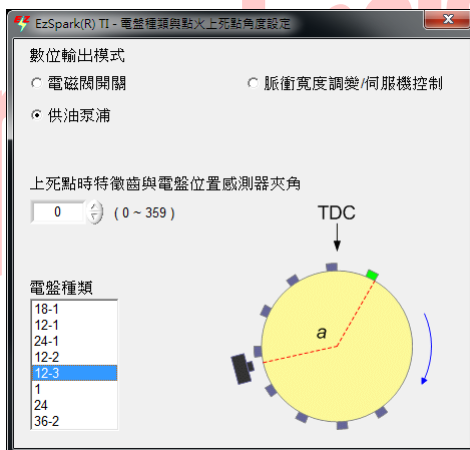 EzSpark(R) TI - 電盤種類與點火上死點角度設定
數位輸出模式
電磁閥開關
脈衝寬度調變/伺服機控制
供油泵浦
上死點時特徵齒與電盤位置感測器夾角
0
( 0 ~ 359 )
TDC
電盤種類
18-1
12-1
24-1
12-2
12-3
1
24
36-2
a